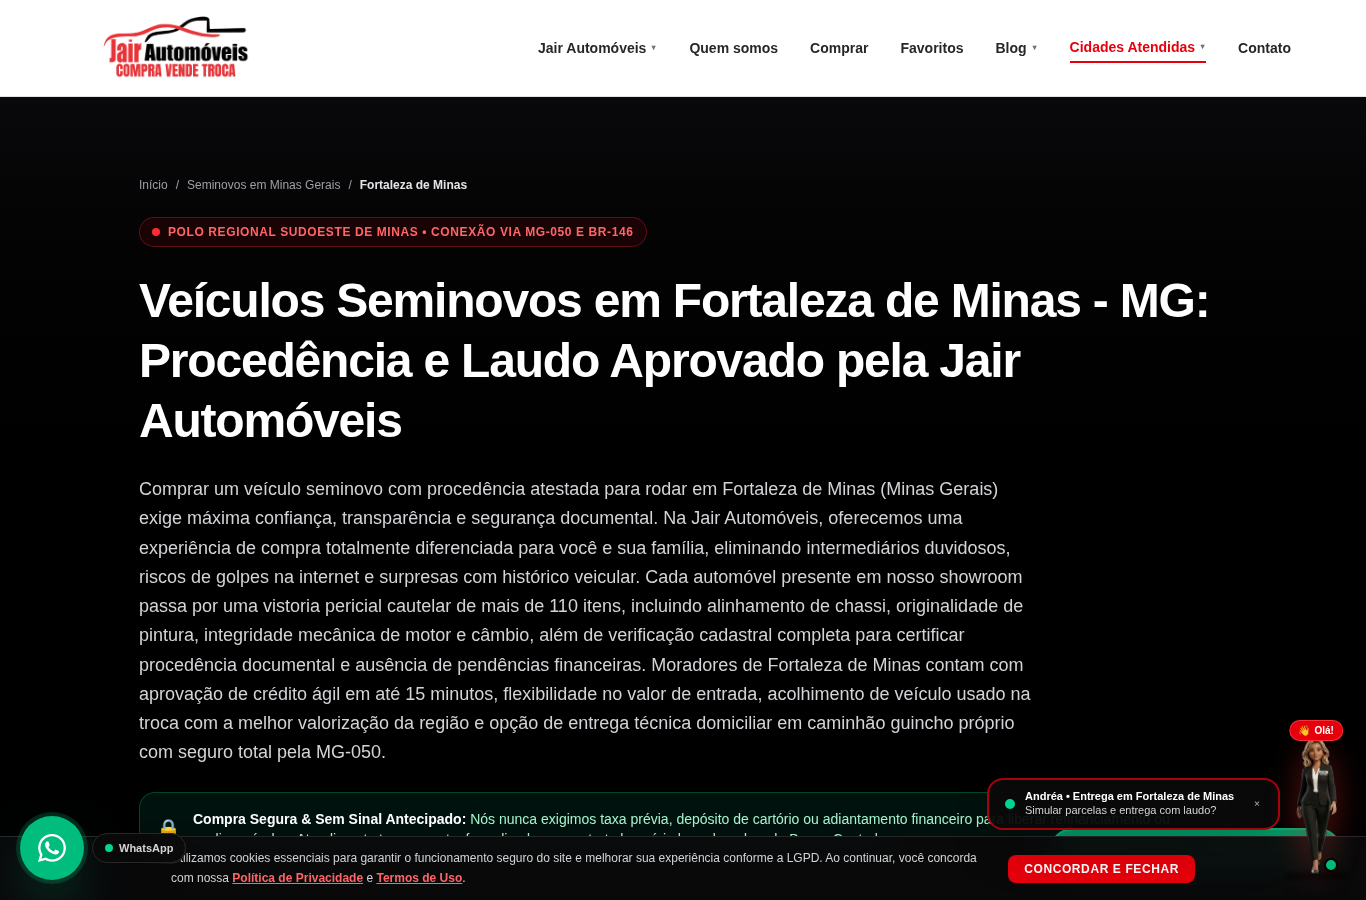 Jair Automóveis
COMPRA VENDE TROCA
Jair Automóveis ▼ Quem somos Comprar Favoritos Blog ▼ Cidades Atendidas ▼ Contato
Início / Seminovos em Minas Gerais / Fortaleza de Minas
POLO REGIONAL SUDOESTE DE MINAS • CONEXÃO VIA MG-050 E BR-146
Veículos Seminovos em Fortaleza de Minas - MG:
Procedência e Laudo Aprovado pela Jair
Automóveis
Comprar um veículo seminovo com procedência atestada para rodar em Fortaleza de Minas (Minas Gerais)
exige máxima confiança, transparência e segurança documental. Na Jair Automóveis, oferecemos uma
experiência de compra totalmente diferenciada para você e sua família, eliminando intermediários duvidosos,
riscos de golpes na internet e surpresas com histórico veicular. Cada automóvel presente em nosso showroom
passa por uma vistoria pericial cautelar de mais de 110 itens, incluindo alinhamento de chassi, originalidade de
pintura, integridade mecânica de motor e câmbio, além de verificação cadastral completa para certificar
procedência documental e ausência de pendências financeiras. Moradores de Fortaleza de Minas contam com
aprovação de crédito ágil em até 15 minutos, flexibilidade no valor de entrada, acolhimento de veículo usado na
troca com a melhor valorização da região e opção de entrega técnica domiciliar em caminhão guincho próprio
com seguro total pela MG-050.
Compra Segura & Sem Sinal Antecipado: Nós nunca exigimos taxa prévia, depósito de cartório ou adiantamento financeiro para liberar
👋 Olá!
Andréa • Entrega em Fortaleza de Minas ×
Simular parcelas e entrega com laudo?
WhatsApp
Utilizamos cookies essenciais para garantir o funcionamento seguro do site e melhorar sua experiência conforme a LGPD. Ao continuar, você concorda
com nossa Política de Privacidade e Termos de Uso.
CONCORDAR E FECHAR